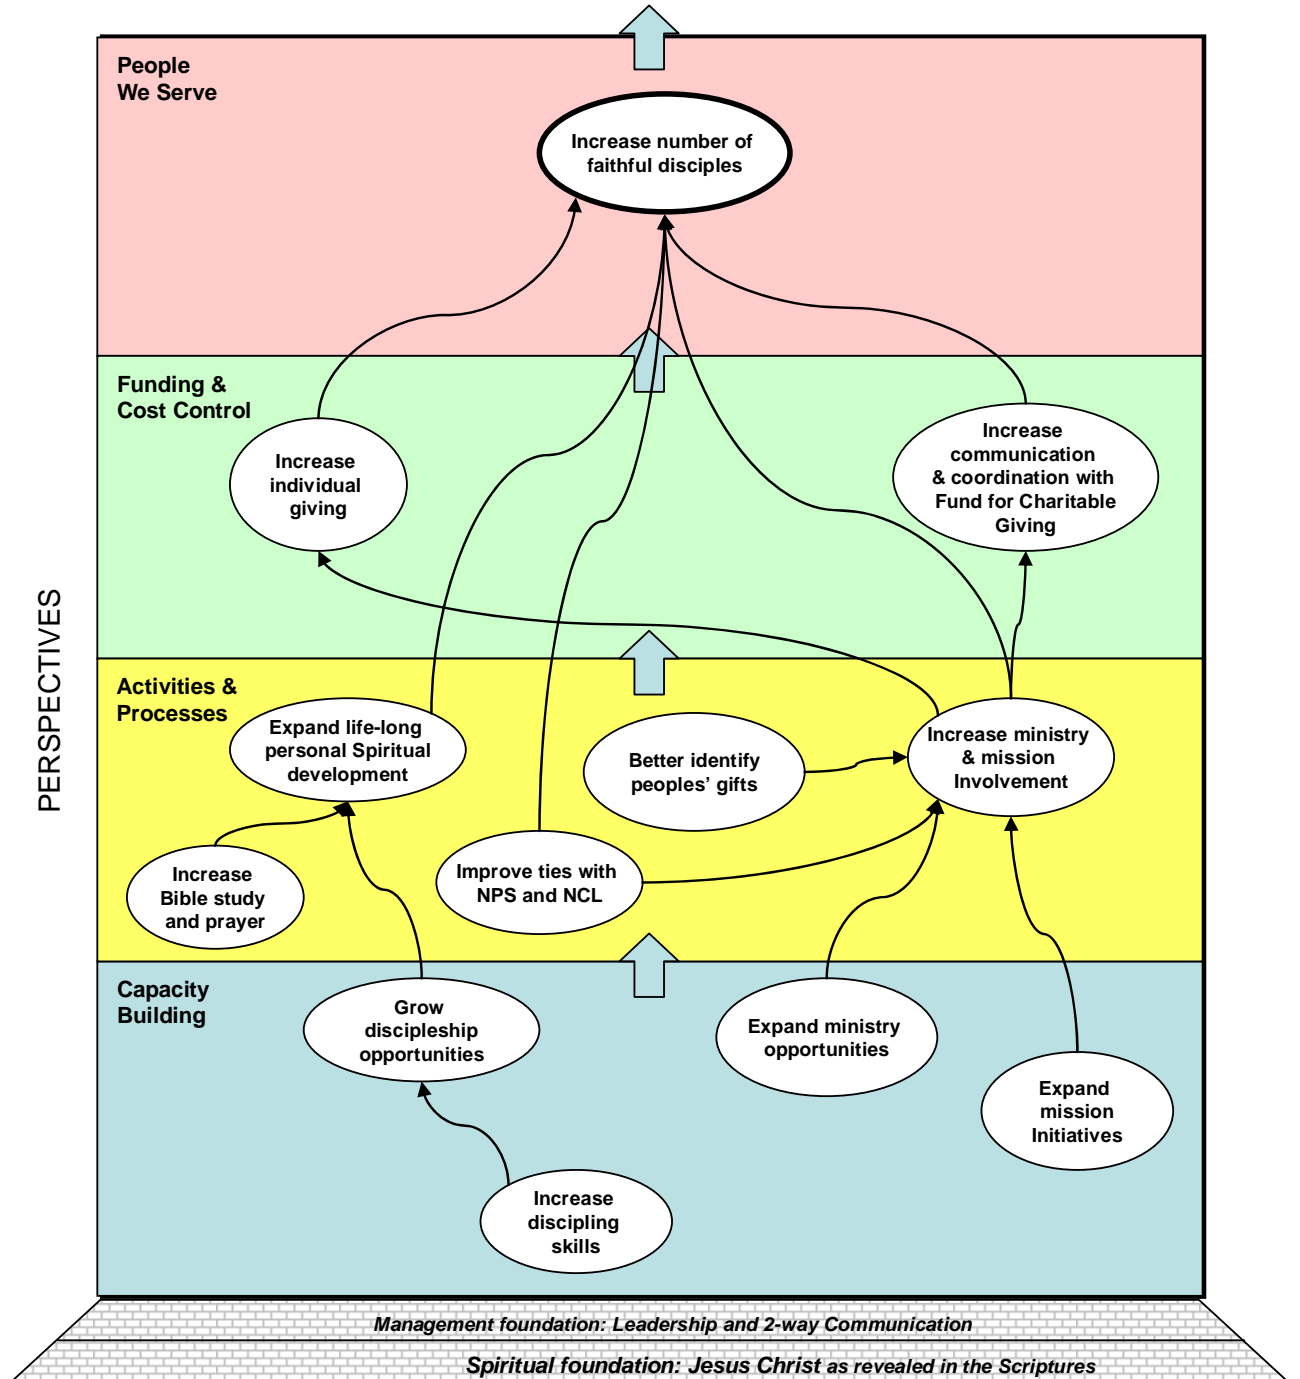 People
We Serve
Increase number of
faithful disciples
Funding &
Cost Control
Increase
individual
giving
Increase
communication
& coordination with
Fund for Charitable
Giving
PERSPECTIVES
Activities &
Processes
Expand life-long
personal Spiritual
development
Better identify
peoples’ gifts
Increase ministry
& mission
Involvement
Increase
Bible study
and prayer
Improve ties with
NPS and NCL
Capacity
Building
Grow
discipleship
opportunities
Expand ministry
opportunities
Expand
mission
Initiatives
Increase
discipling
skills
Management foundation: Leadership and 2-way Communication
Spiritual foundation: Jesus Christ as revealed in the Scriptures